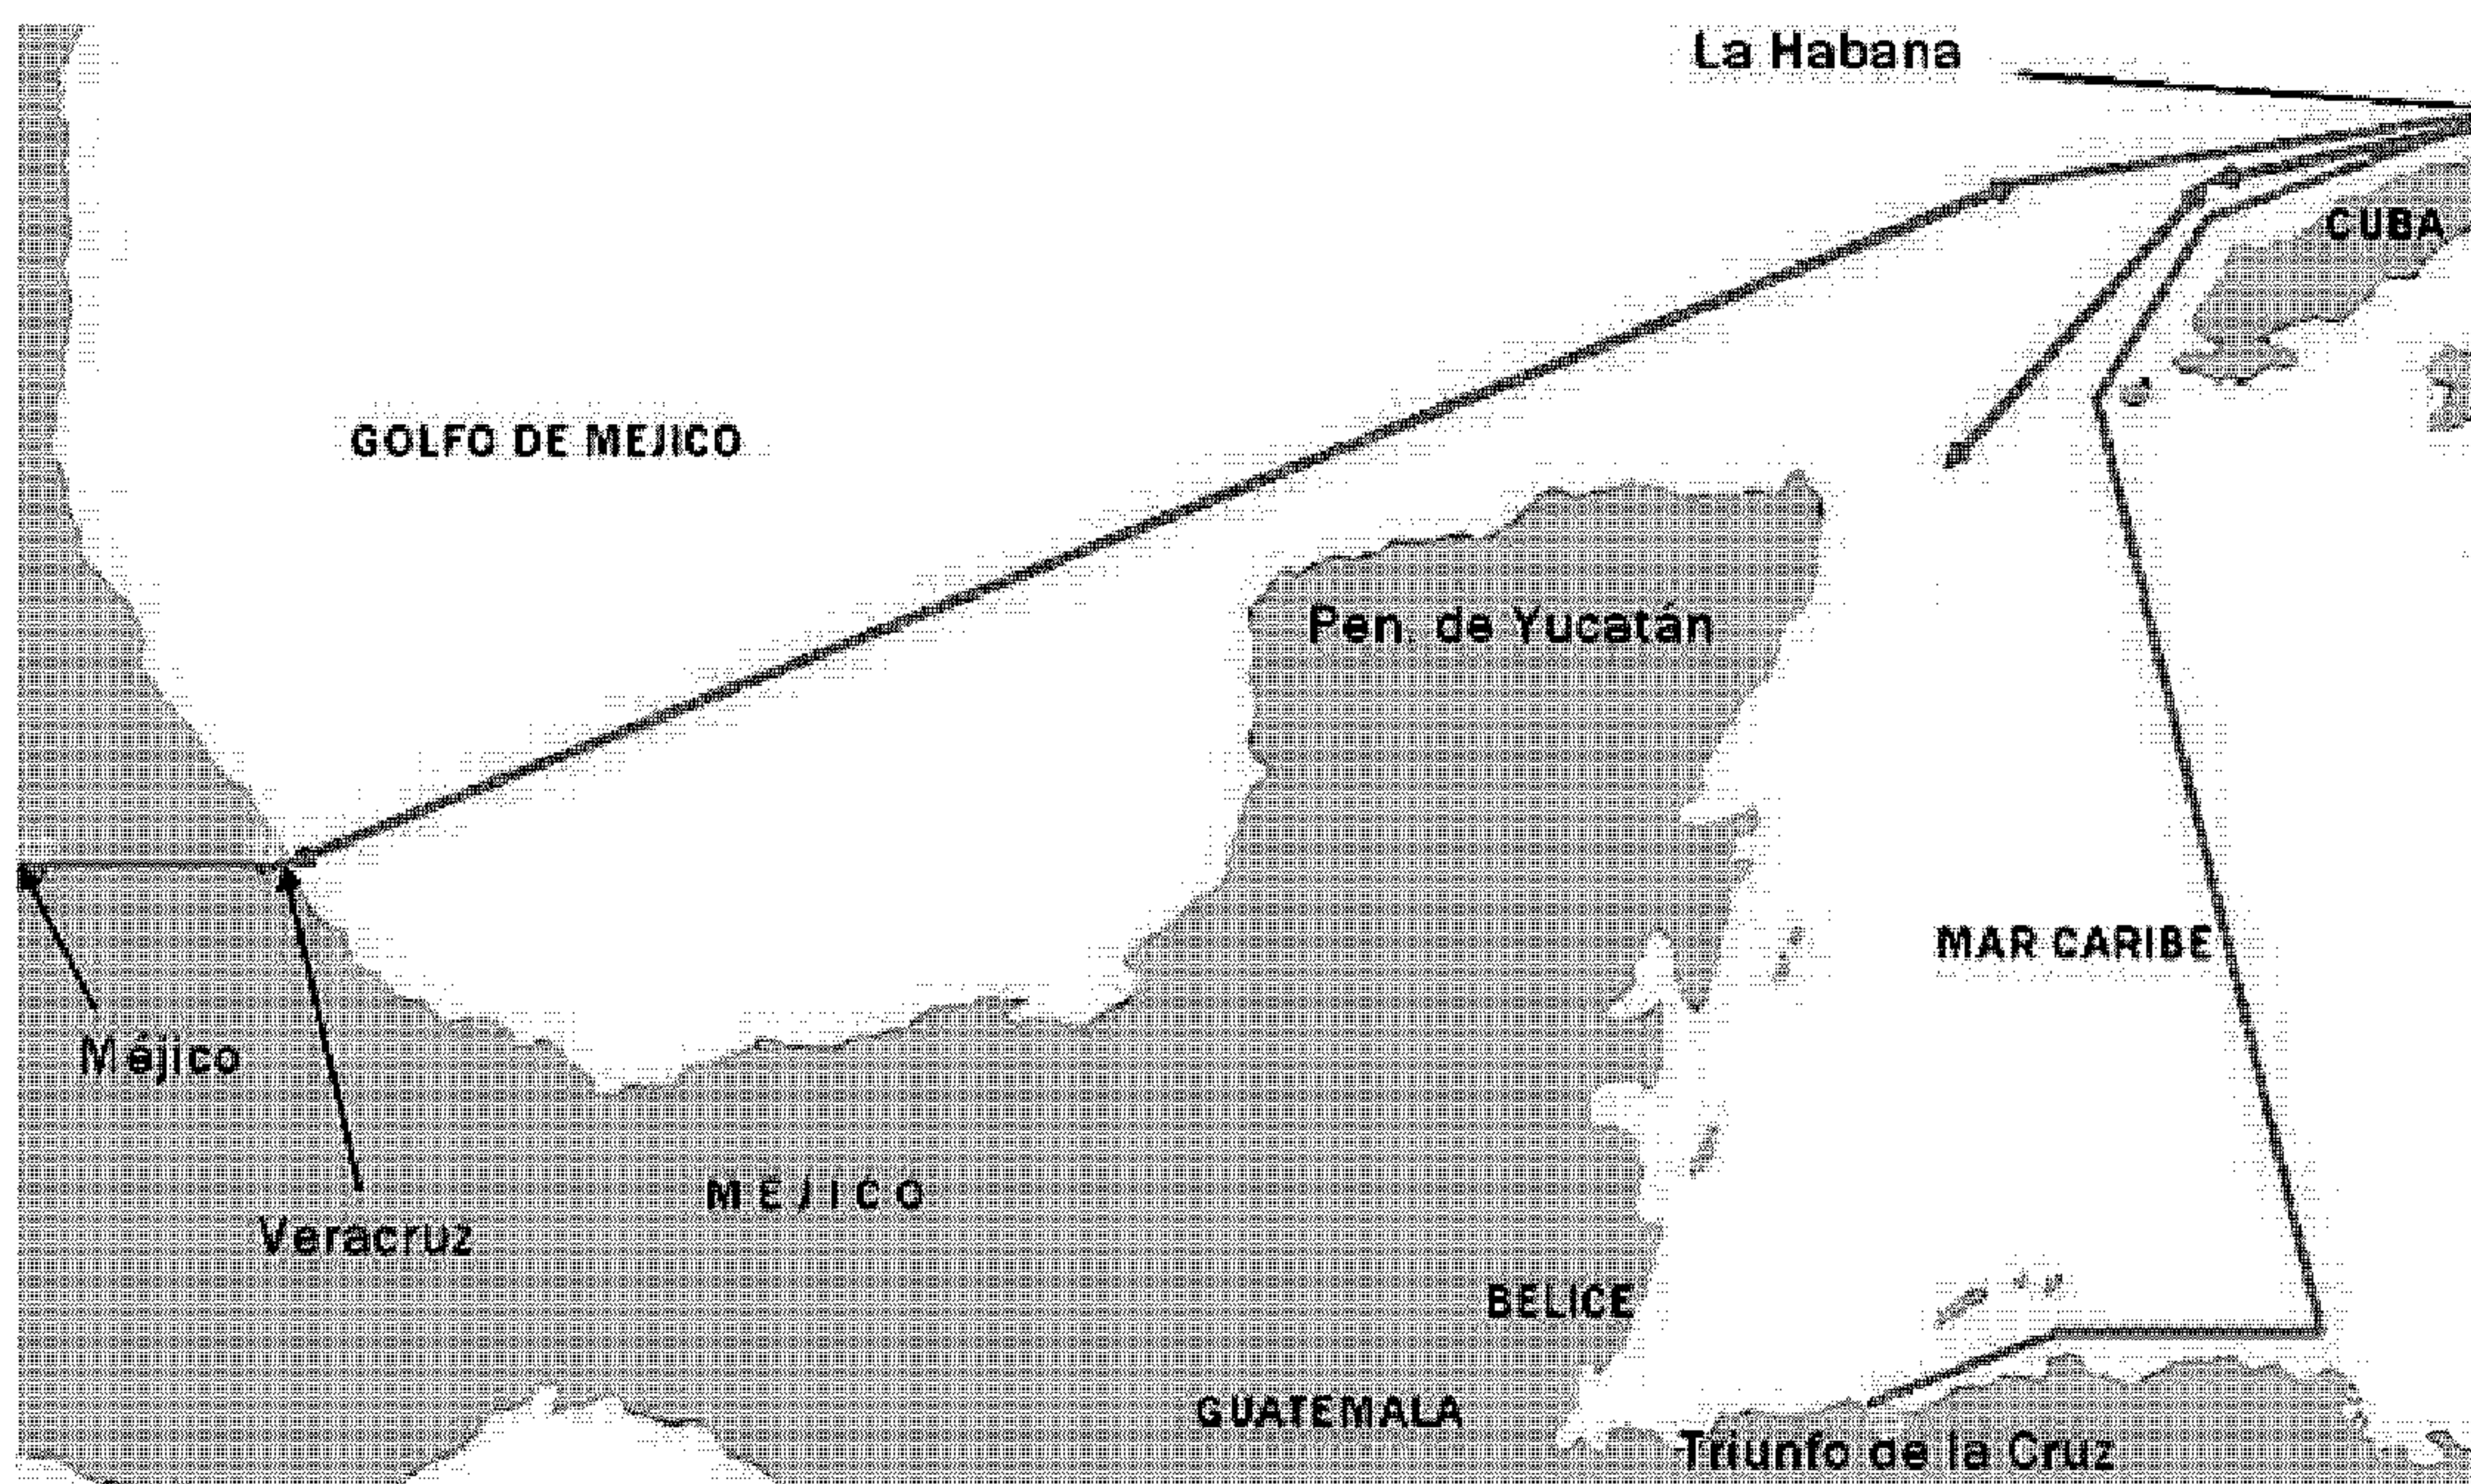 La Habana
CUBA
GOLFO DE MEJICO
Pen. de Yucatán
MAR CARIBE
Méjico
MEJICO
Veracruz
BELICE
GUATEMALA
Triunfo de la Cruz